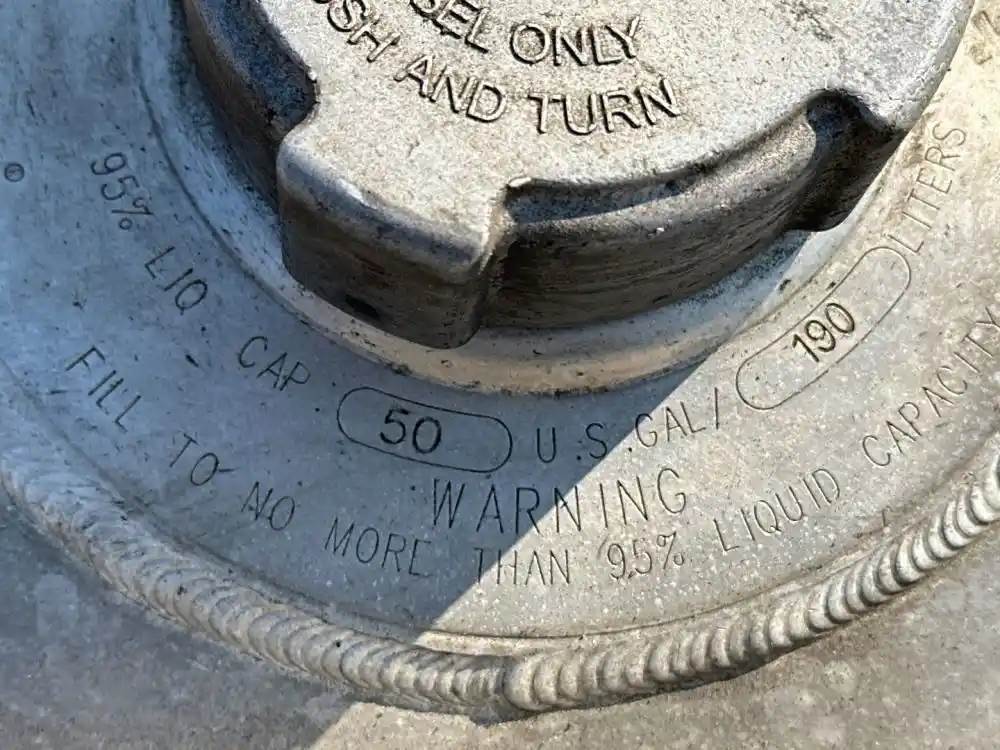 SEL ONLY
USH AND TURN
95% LIQ CAP 50 U.S. GAL/ 190 LITERS
WARNING
FILL TO NO MORE THAN 95% LIQUID CAPACITY